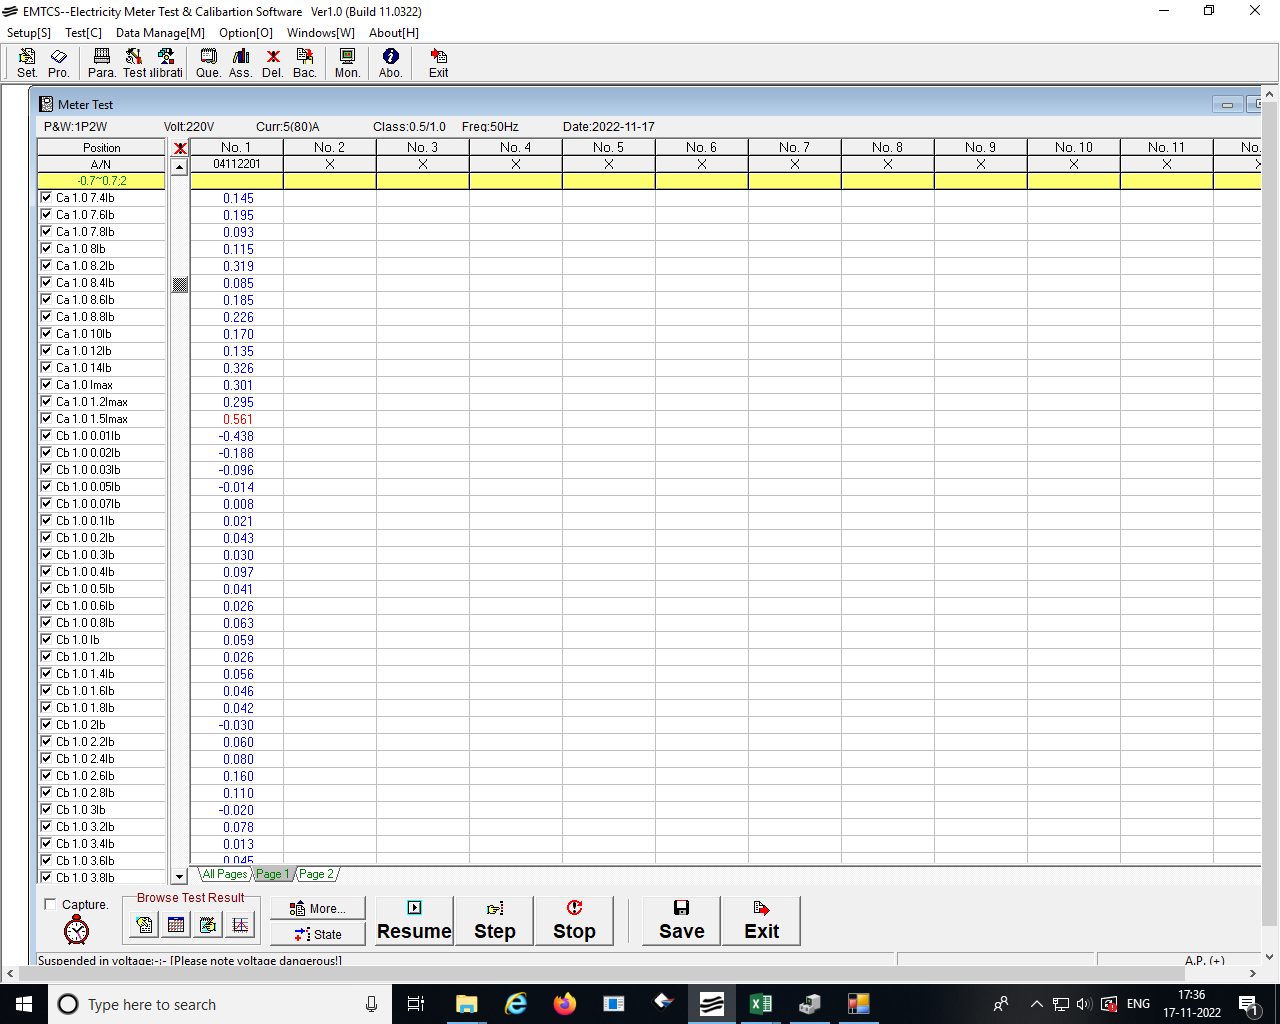 EMTCS--Electricity Meter Test & Calibartion Software   Ver1.0 (Build 11.0322)
Setup[S] Test[C] Data Manage[M] Option[O] Windows[W] About[H]
Set. Pro. Para. Test librati Que. Ass. Del. Bac. Mon. Abo. Exit
Meter Test
P&W:1P2W Volt:220V Curr:5(80)A Class:0.5/1.0 Freq:50Hz Date:2022-11-17
Position No. 1 No. 2 No. 3 No. 4 No. 5 No. 6 No. 7 No. 8 No. 9 No. 10 No. 11 No.
A/N 04112201 X X X X X X X X X X X
-0.7~0.7;2
Ca 1.0 7.4Ib 0.145
Ca 1.0 7.6Ib 0.195
Ca 1.0 7.8Ib 0.093
Ca 1.0 8Ib 0.115
Ca 1.0 8.2Ib 0.319
Ca 1.0 8.4Ib 0.085
Ca 1.0 8.6Ib 0.185
Ca 1.0 8.8Ib 0.226
Ca 1.0 10Ib 0.170
Ca 1.0 12Ib 0.135
Ca 1.0 14Ib 0.326
Ca 1.0 Imax 0.301
Ca 1.0 1.2Imax 0.295
Ca 1.0 1.5Imax 0.561
Cb 1.0 0.01Ib -0.438
Cb 1.0 0.02Ib -0.188
Cb 1.0 0.03Ib -0.096
Cb 1.0 0.05Ib -0.014
Cb 1.0 0.07Ib 0.008
Cb 1.0 0.1Ib 0.021
Cb 1.0 0.2Ib 0.043
Cb 1.0 0.3Ib 0.030
Cb 1.0 0.4Ib 0.097
Cb 1.0 0.5Ib 0.041
Cb 1.0 0.6Ib 0.026
Cb 1.0 0.8Ib 0.063
Cb 1.0 Ib 0.059
Cb 1.0 1.2Ib 0.026
Cb 1.0 1.4Ib 0.056
Cb 1.0 1.6Ib 0.046
Cb 1.0 1.8Ib 0.042
Cb 1.0 2Ib -0.030
Cb 1.0 2.2Ib 0.060
Cb 1.0 2.4Ib 0.080
Cb 1.0 2.6Ib 0.160
Cb 1.0 2.8Ib 0.110
Cb 1.0 3Ib -0.020
Cb 1.0 3.2Ib 0.078
Cb 1.0 3.4Ib 0.013
Cb 1.0 3.6Ib 0.045
Cb 1.0 3.8Ib
All Pages Page 1 Page 2
Capture. Browse Test Result More... State Resume Step Stop Save Exit
Suspended in voltage:-:- [Please note voltage dangerous!] A.P. (+)
Type here to search
ENG
17:36
17-11-2022
1